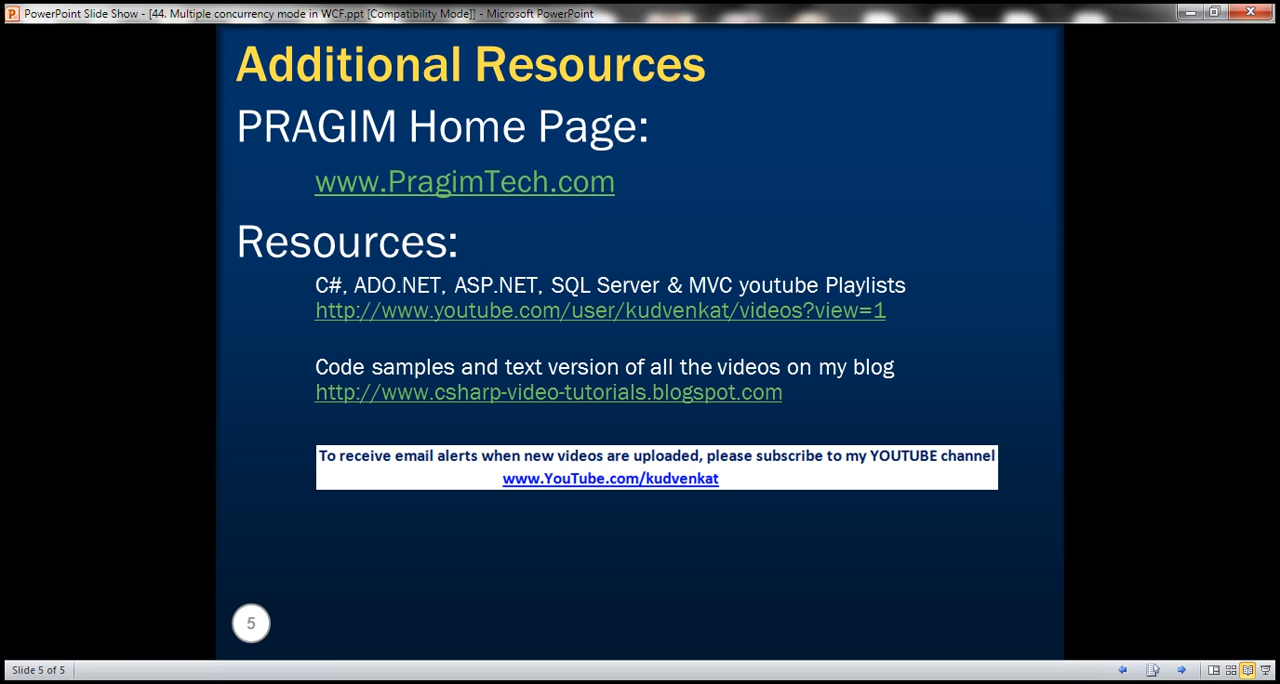 PowerPoint Slide Show - [44. Multiple concurrency mode in WCF.ppt [Compatibility Mode]] - Microsoft PowerPoint
Additional Resources
PRAGIM Home Page:
www.PragimTech.com
Resources:
C#, ADO.NET, ASP.NET, SQL Server & MVC youtube Playlists
http://www.youtube.com/user/kudvenkat/videos?view=1
Code samples and text version of all the videos on my blog
http://www.csharp-video-tutorials.blogspot.com
To receive email alerts when new videos are uploaded, please subscribe to my YOUTUBE channel
www.YouTube.com/kudvenkat
5
Slide 5 of 5